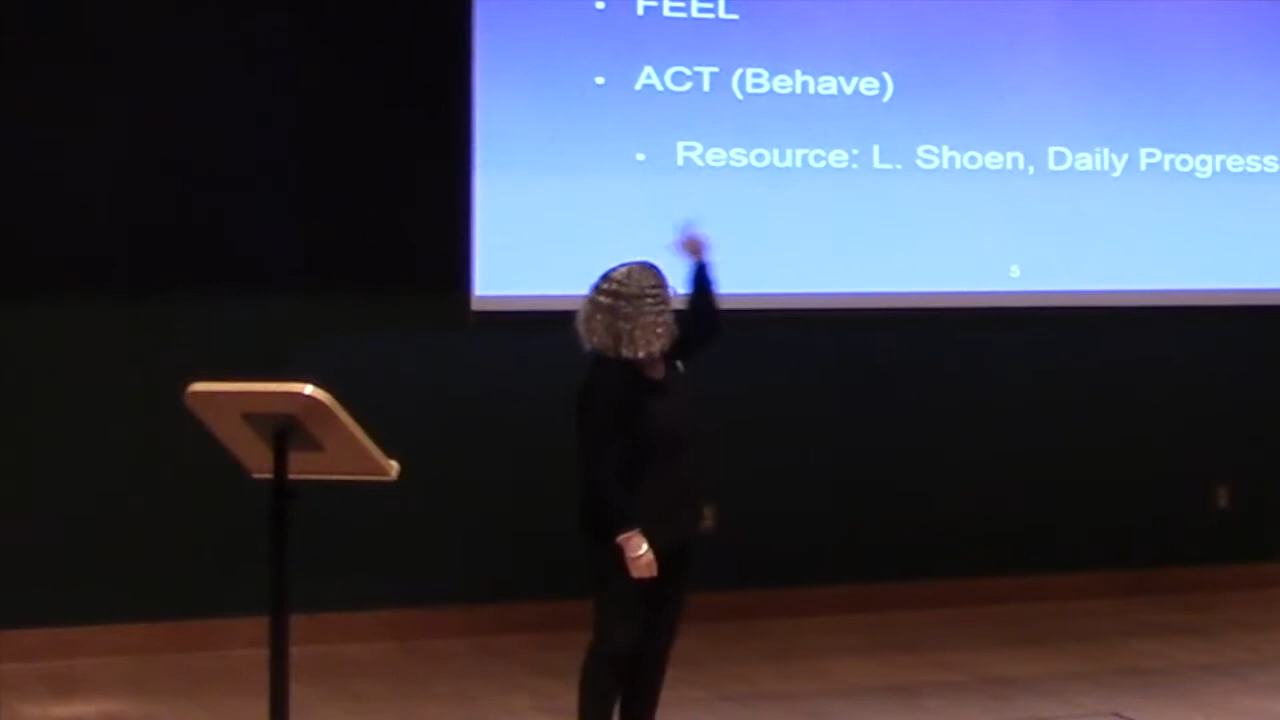 • FEEL
• ACT (Behave)
• Resource: L. Shoen, Daily Progress
5